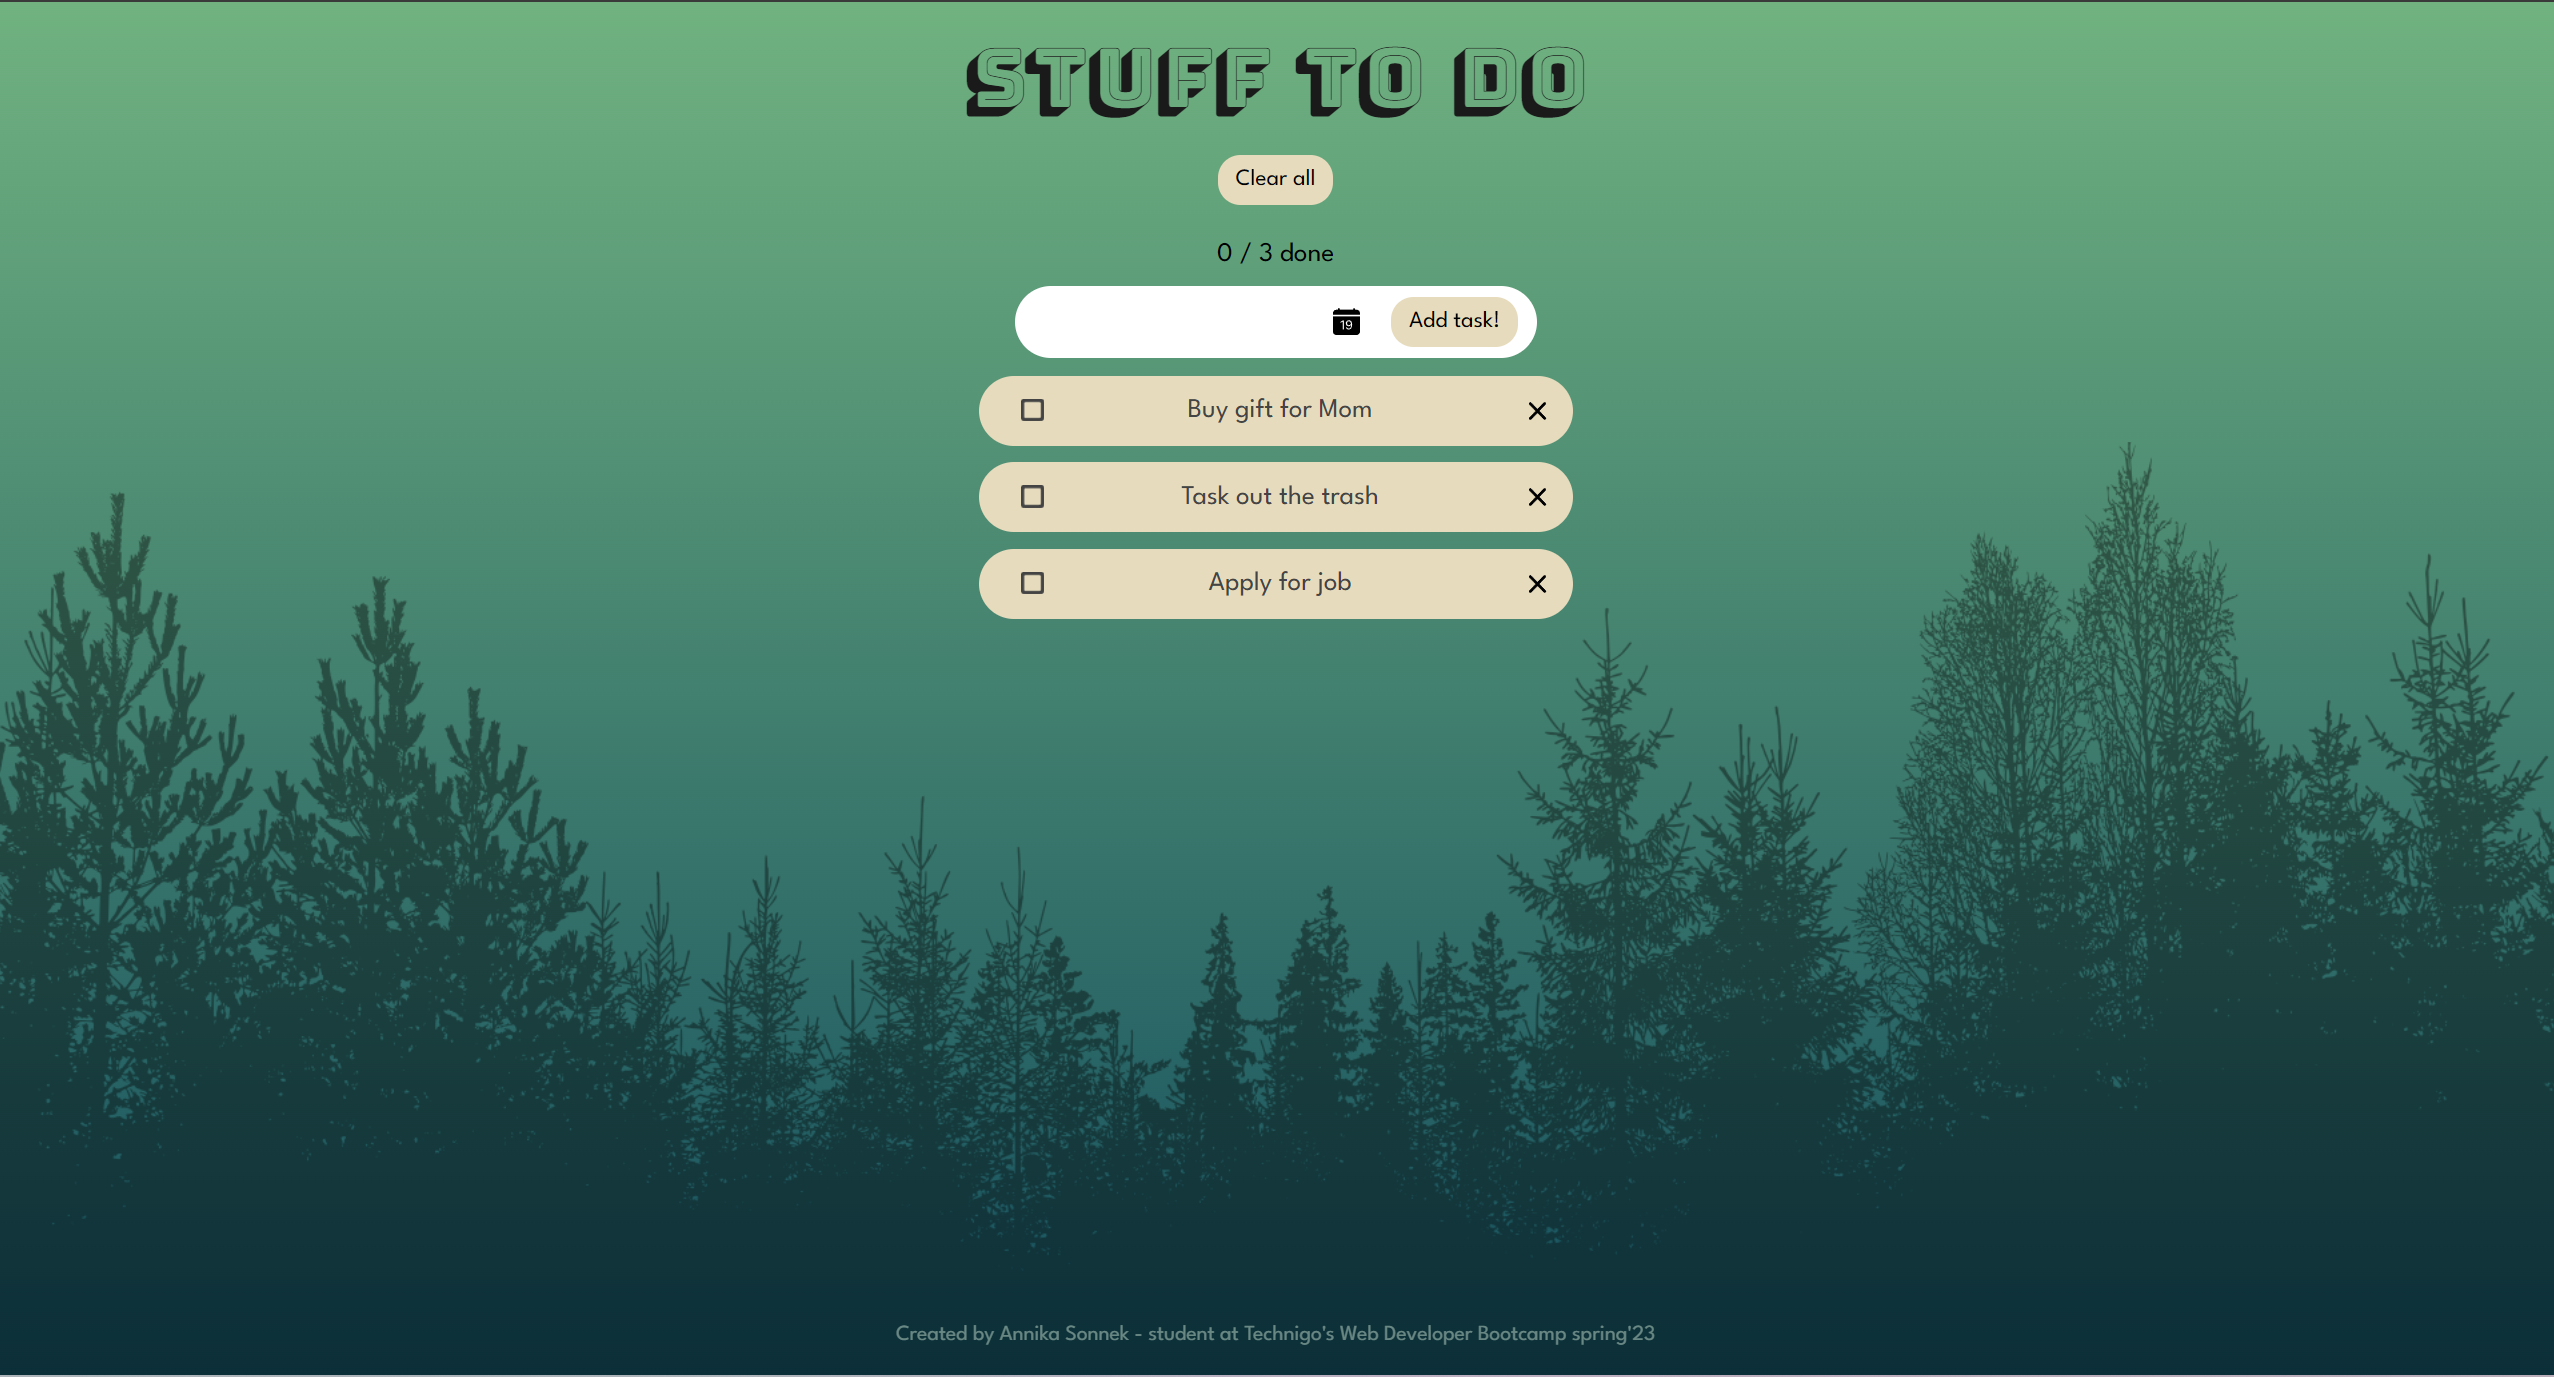 STUFF TO DO
Clear all
0 / 3 done
19
Add task!
Buy gift for Mom
Task out the trash
Apply for job
Created by Annika Sonnek - student at Technigo's Web Developer Bootcamp spring'23